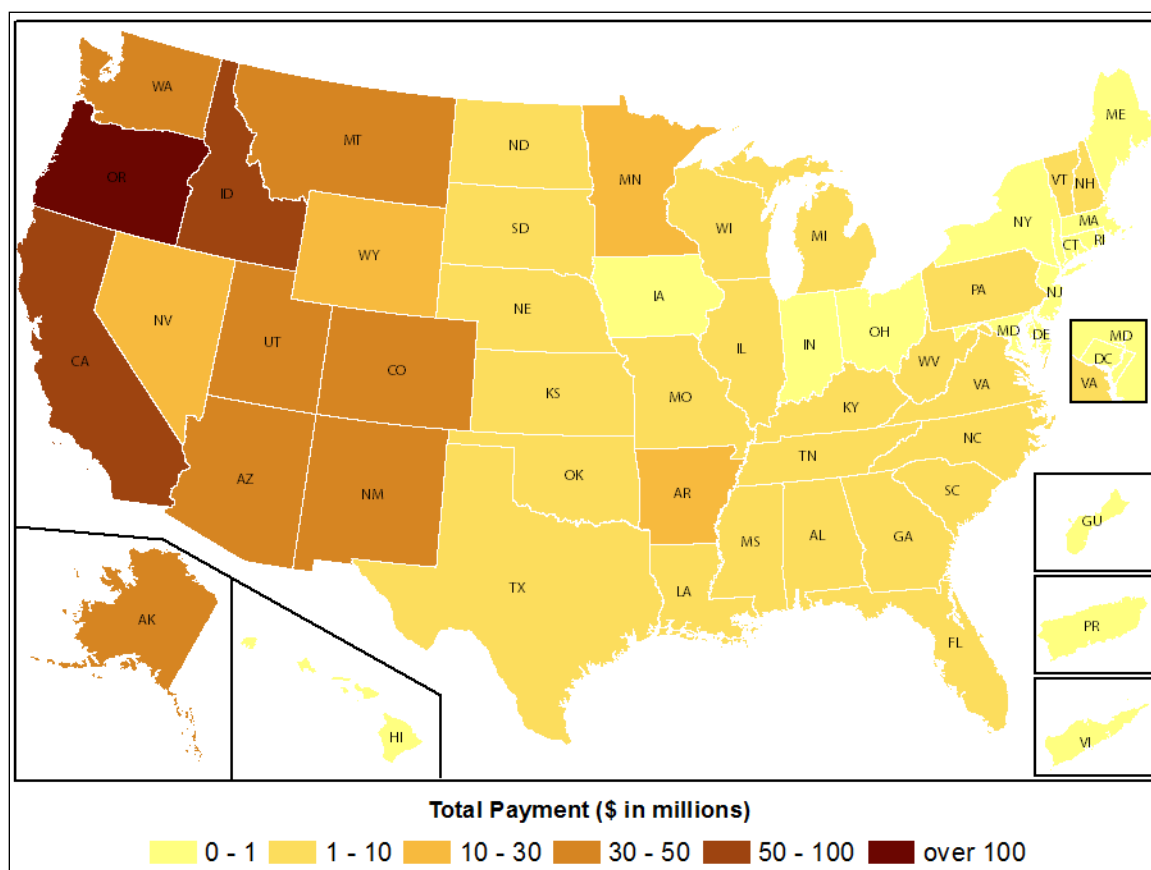 WA
OR
ID
MT
WY
NV
CA
UT
CO
AZ
NM
ND
SD
NE
KS
OK
TX
MN
IA
MO
AR
LA
WI
IL
MI
IN
OH
KY
TN
MS
AL
GA
FL
SC
NC
VA
WV
PA
NY
VT
NH
ME
MA
CT
RI
NJ
MD
DE
MD
DC
VA
GU
PR
VI
AK
HI
Total Payment ($ in millions)
0 - 1 1 - 10 10 - 30 30 - 50 50 - 100 over 100